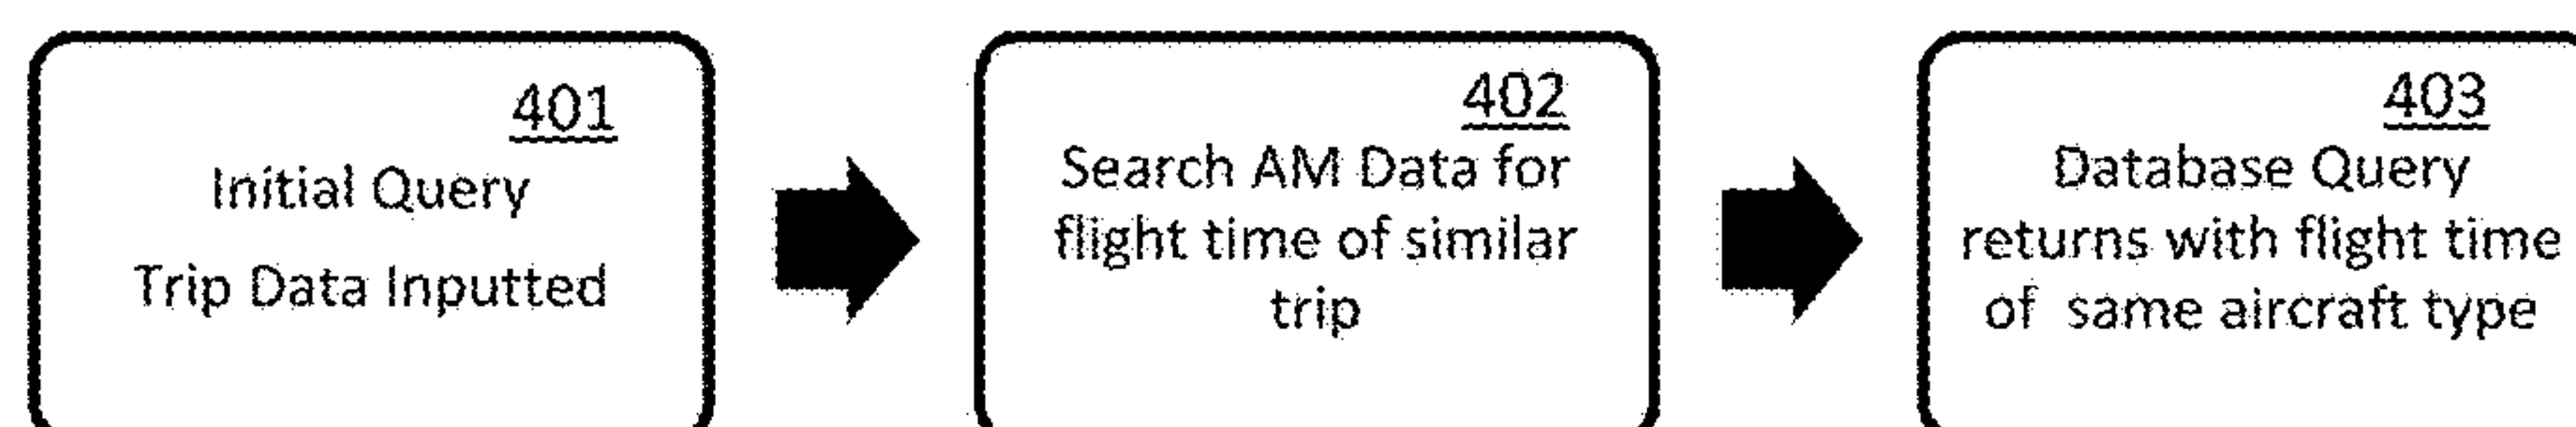 401
Initial Query
Trip Data Inputted
402
Search AM Data for
flight time of similar
trip
403
Database Query
returns with flight time
of same aircraft type